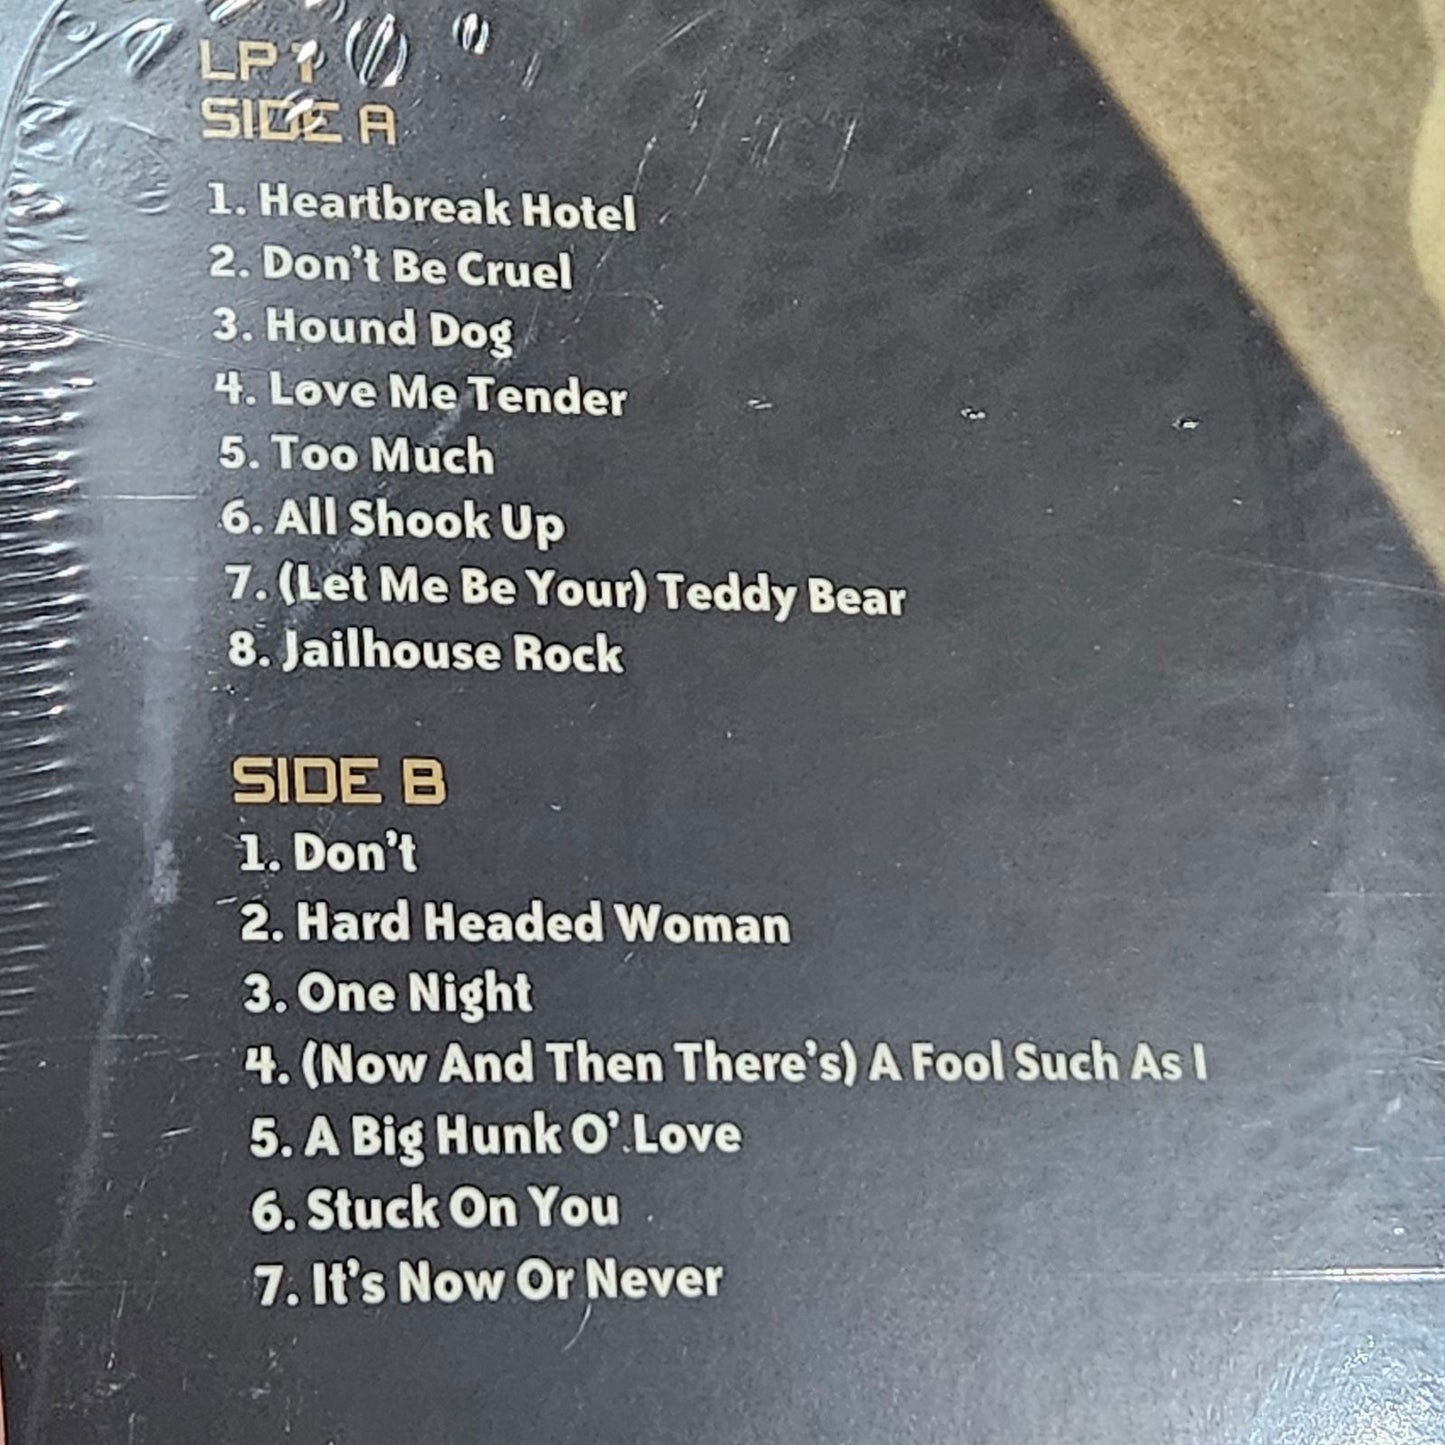 LP 1
SIDE A
1. Heartbreak Hotel
2. Don't Be Cruel
3. Hound Dog
4. Love Me Tender
5. Too Much
6. All Shook Up
7. (Let Me Be Your) Teddy Bear
8. Jailhouse Rock
SIDE B
1. Don't
2. Hard Headed Woman
3. One Night
4. (Now And Then There's) A Fool Such As I
5. A Big Hunk O' Love
6. Stuck On You
7. It's Now Or Never